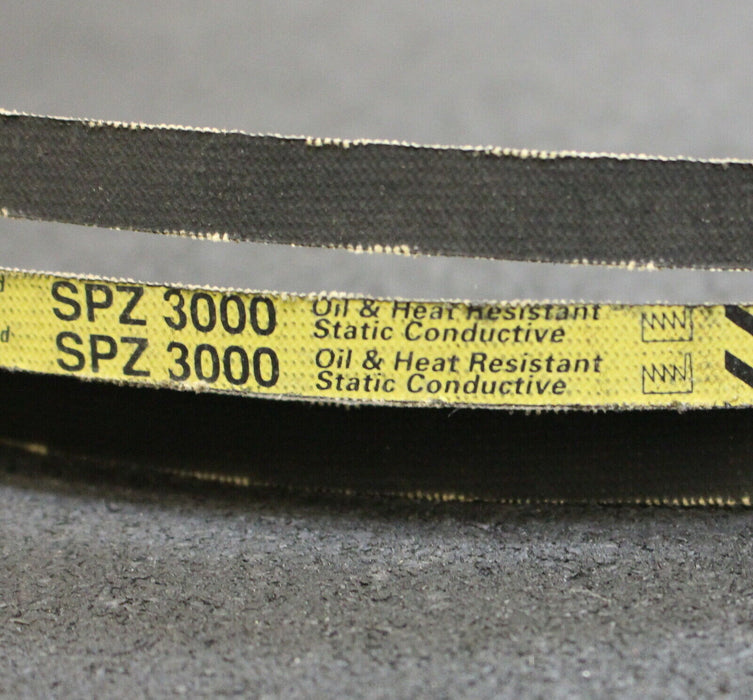 SPZ 3000 Oil & Heat Resistant
Static Conductive
d SPZ 3000 Oil & Heat Resistant
Static Conductive